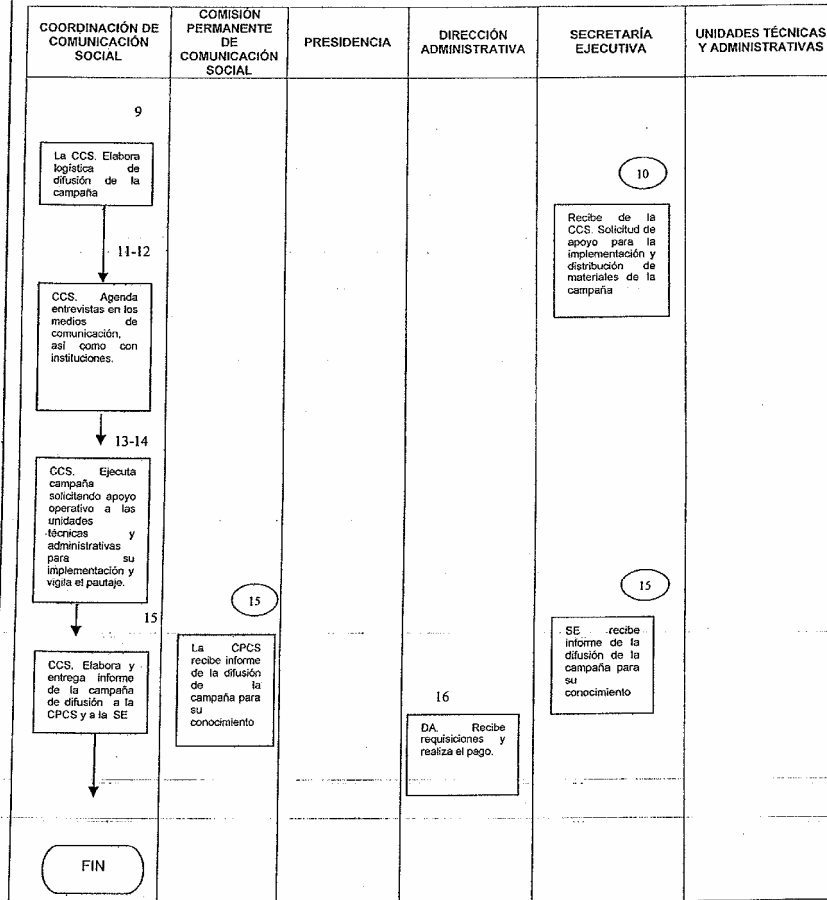 COORDINACIÓN DE
COMUNICACIÓN
SOCIAL
COMISIÓN
PERMANENTE
DE
COMUNICACIÓN
SOCIAL
PRESIDENCIA
DIRECCIÓN
ADMINISTRATIVA
SECRETARÍA
EJECUTIVA
UNIDADES TÉCNICAS
Y ADMINISTRATIVAS
9
La CCS. Elabora
logística de
difusión de la
campaña
10
Recibe de la
CCS. Solicitud de
apoyo para la
implementación y
distribución de
materiales de la
campaña
11-12
CCS. Agenda
entrevistas en los
medios de
comunicación,
así como con
instituciones.
13-14
CCS. Ejecuta
campaña
solicitando apoyo
operativo a las
unidades
técnicas y
administrativas
para su
implementación y
vigila el pautaje.
15
CCS. Elabora y
entrega informe
de la campaña
de difusión a la
CPCS y a la SE
15
La CPCS
recibe informe
de la difusión
de la
campaña para
su
conocimiento
15
SE recibe
informe de la
difusión de la
campaña para
su
conocimiento
16
DA. Recibe
requisiciones y
realiza el pago.
FIN